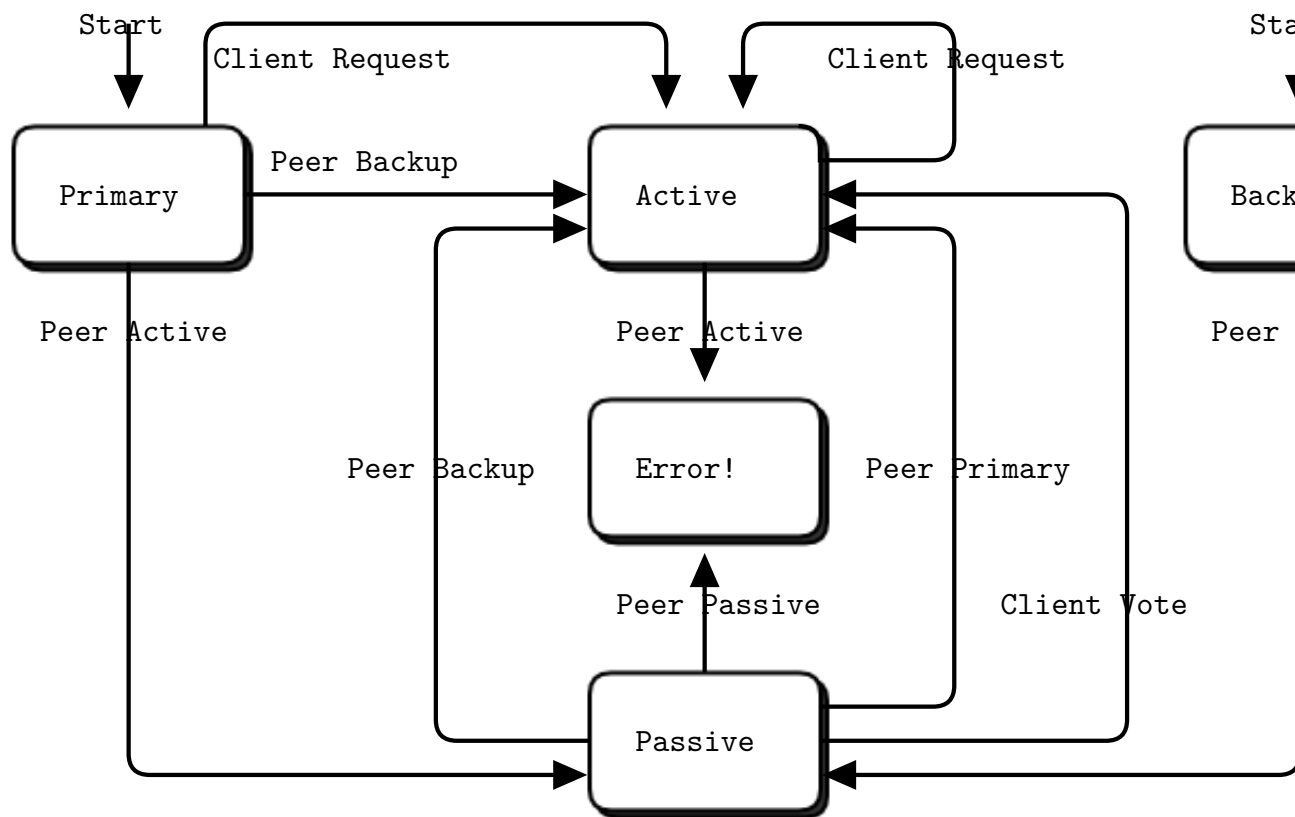 Start
Client Request
Client Request
Peer Backup
Primary
Active
Peer Active
Peer Active
Peer
Peer Backup
Error!
Peer Primary
Peer Passive
Client Vote
Passive